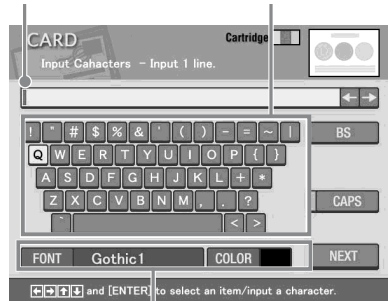 CARD
Cartridge
Input Cahacters - Input 1 line.
! " # $ % & ' ( ) - = ~ |
Q W E R T Y U I O P { }
A S D F G H J K L + *
Z X C V B N M , . ?
` < >
BS
CAPS
FONT Gothic1 COLOR NEXT
and [ENTER] to select an item/input a character.